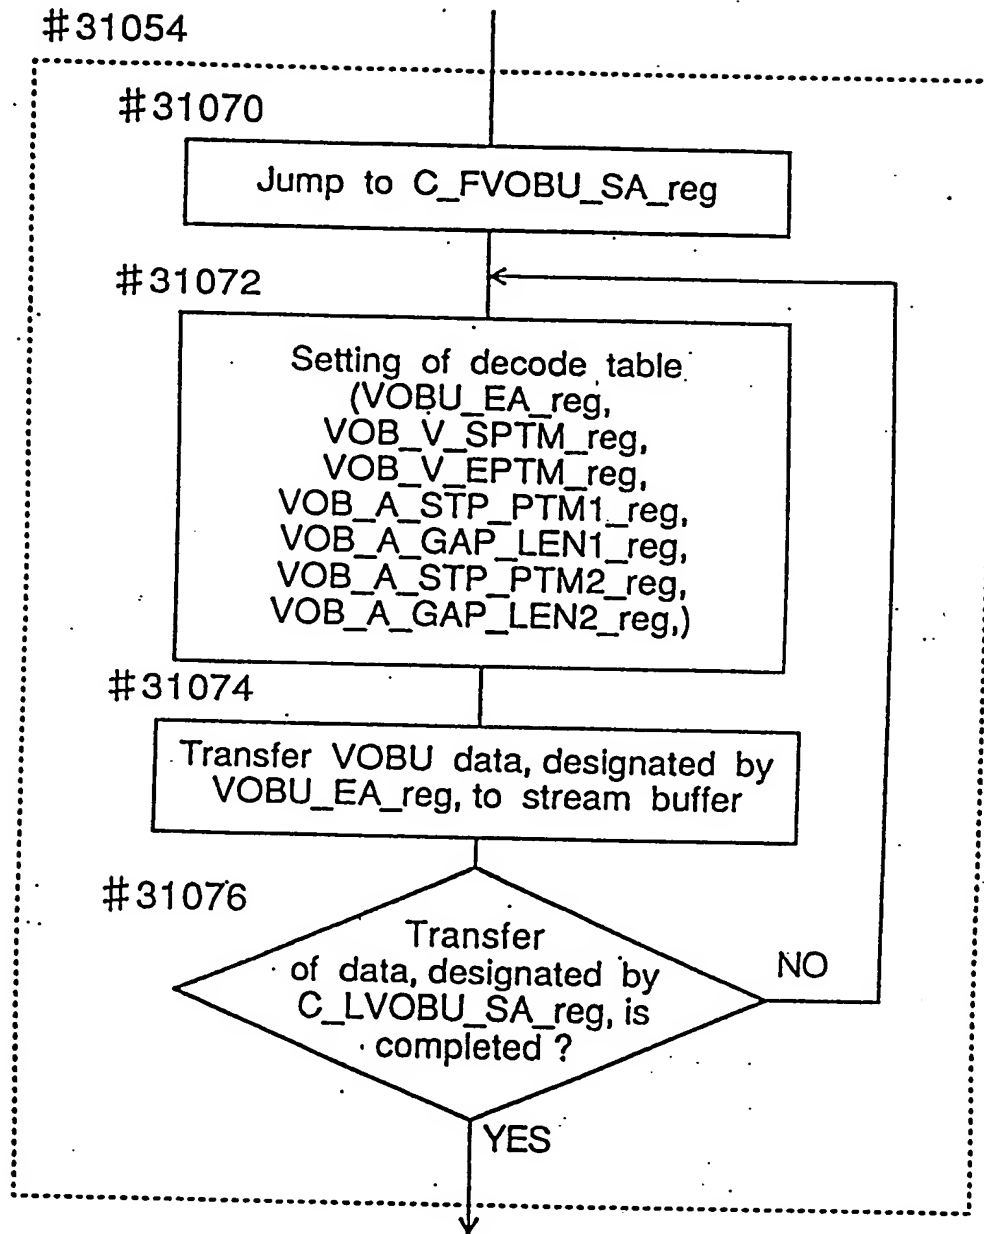 #31054
#31070
Jump to C_FVOBU_SA_reg
#31072
Setting of decode table
(VOBU_EA_reg,
VOB_V_SPTM_reg,
VOB_V_EPTM_reg,
VOB_A_STP_PTM1_reg,
VOB_A_GAP_LEN1_reg,
VOB_A_STP_PTM2_reg,
VOB_A_GAP_LEN2_reg,)
#31074
Transfer VOBU data, designated by
VOBU_EA_reg, to stream buffer
#31076
Transfer
of data, designated by
C_LVOBU_SA_reg, is
completed ?
NO
YES